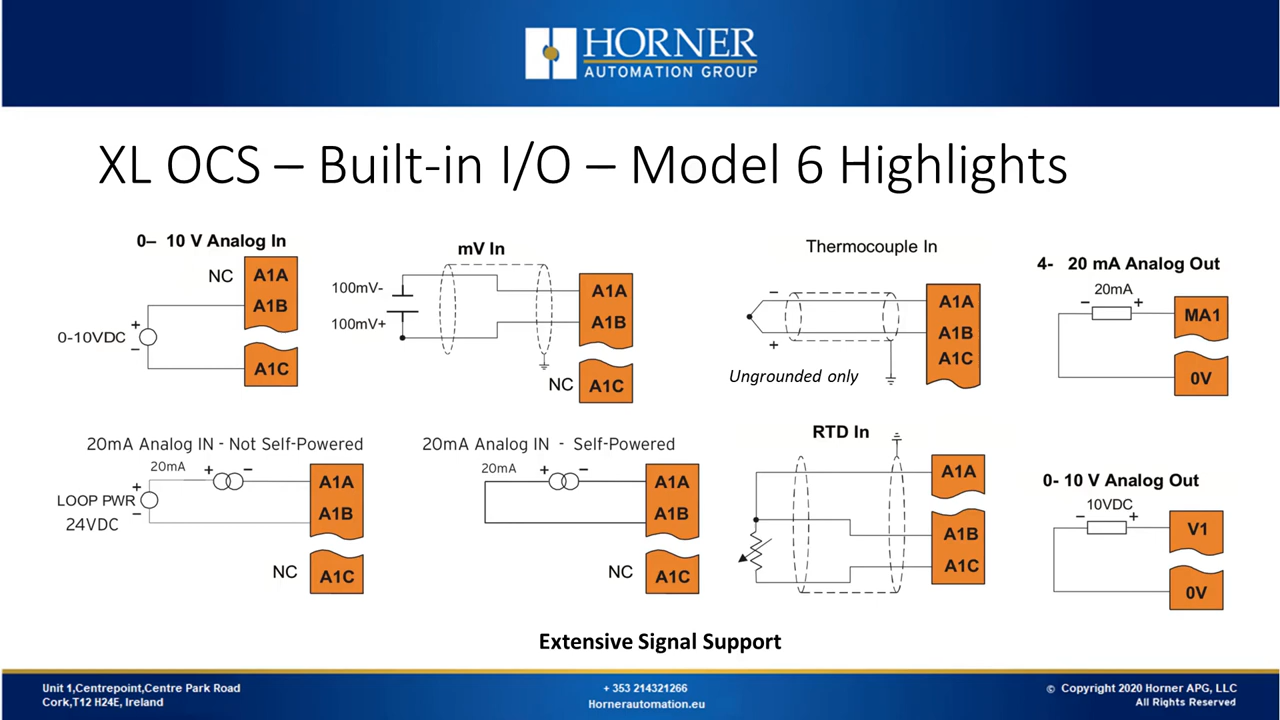 HORNER
AUTOMATION GROUP
XL OCS – Built-in I/O – Model 6 Highlights
0– 10 V Analog In
NC
A1A
A1B
+
0-10VDC
–
A1C
mV In
100mV-
100mV+
A1A
A1B
NC
A1C
Thermocouple In
–
A1A
A1B
+
A1C
Ungrounded only
4- 20 mA Analog Out
20mA
– +
MA1
0V
20mA Analog IN - Not Self-Powered
20mA
+ –
A1A
+
LOOP PWR
–
24VDC
A1B
NC
A1C
20mA Analog IN - Self-Powered
20mA
+ –
A1A
A1B
NC
A1C
RTD In
A1A
A1B
A1C
0- 10 V Analog Out
10VDC
– +
V1
0V
Extensive Signal Support
Unit 1,Centrepoint,Centre Park Road
Cork,T12 H24E, Ireland
+ 353 214321266
Hornerautomation.eu
© Copyright 2020 Horner APG, LLC
All Rights Reserved